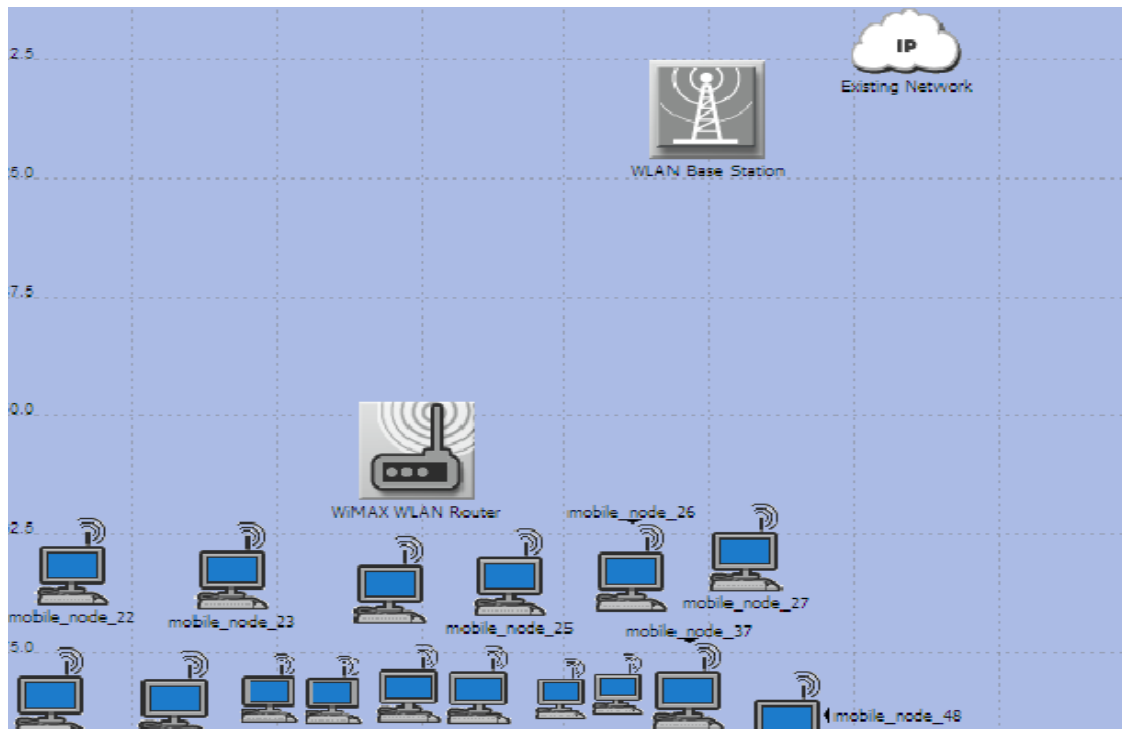 IP
2.5
Existing Network
WLAN Base Station
5.0
7.5
0.0
WiMAX WLAN Router
mobile_node_26
2.5
mobile_node_27
mobile_node_22
mobile_node_23
mobile_node_25
mobile_node_37
5.0
mobile_node_48